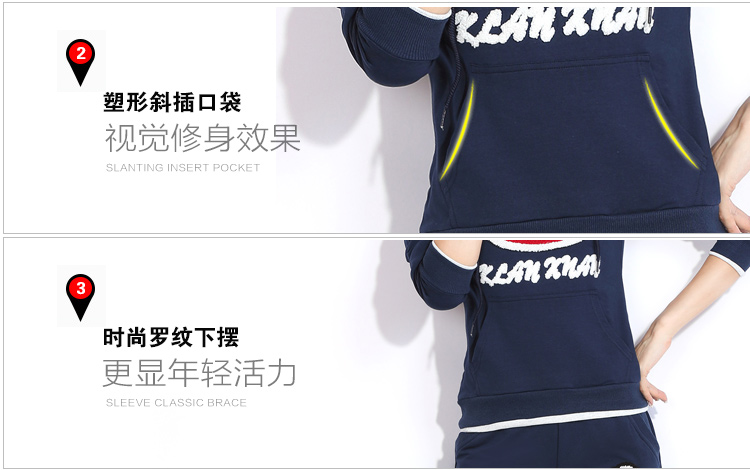 KLAN XNAN
2
塑形斜插口袋
视觉修身效果
SLANTING INSERT POCKET
3
KLAN XNAN
时尚罗纹下摆
更显年轻活力
SLEEVE CLASSIC BRACE